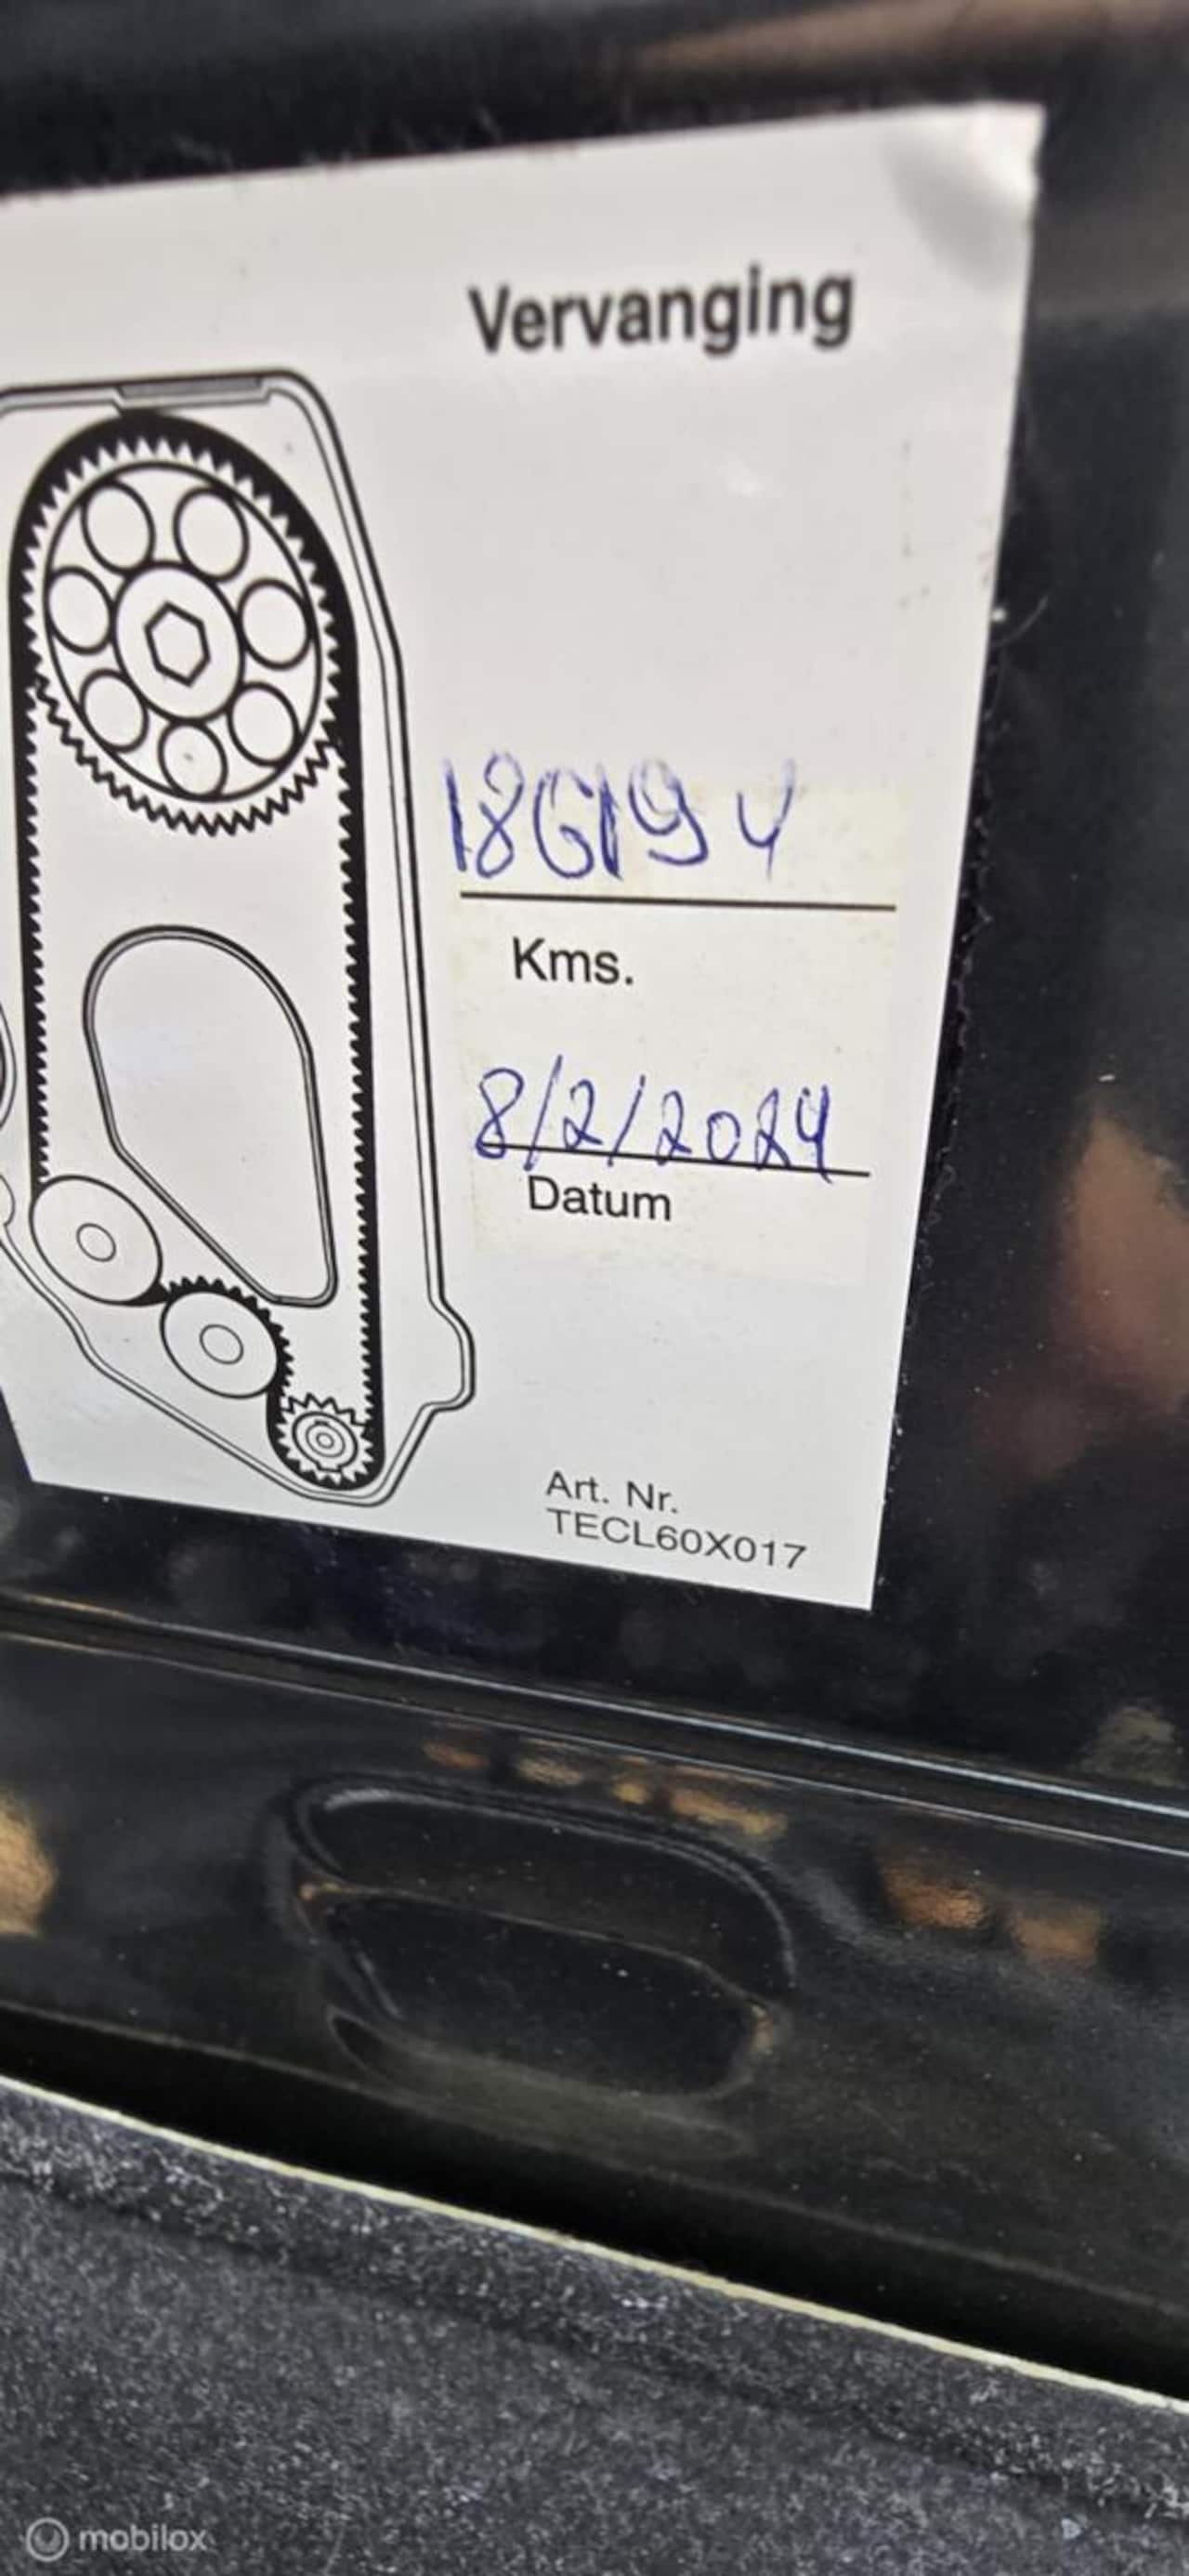 Vervanging
186194
Kms.
8/2/2024
Datum
Art. Nr.
TECL60X017
mobilox